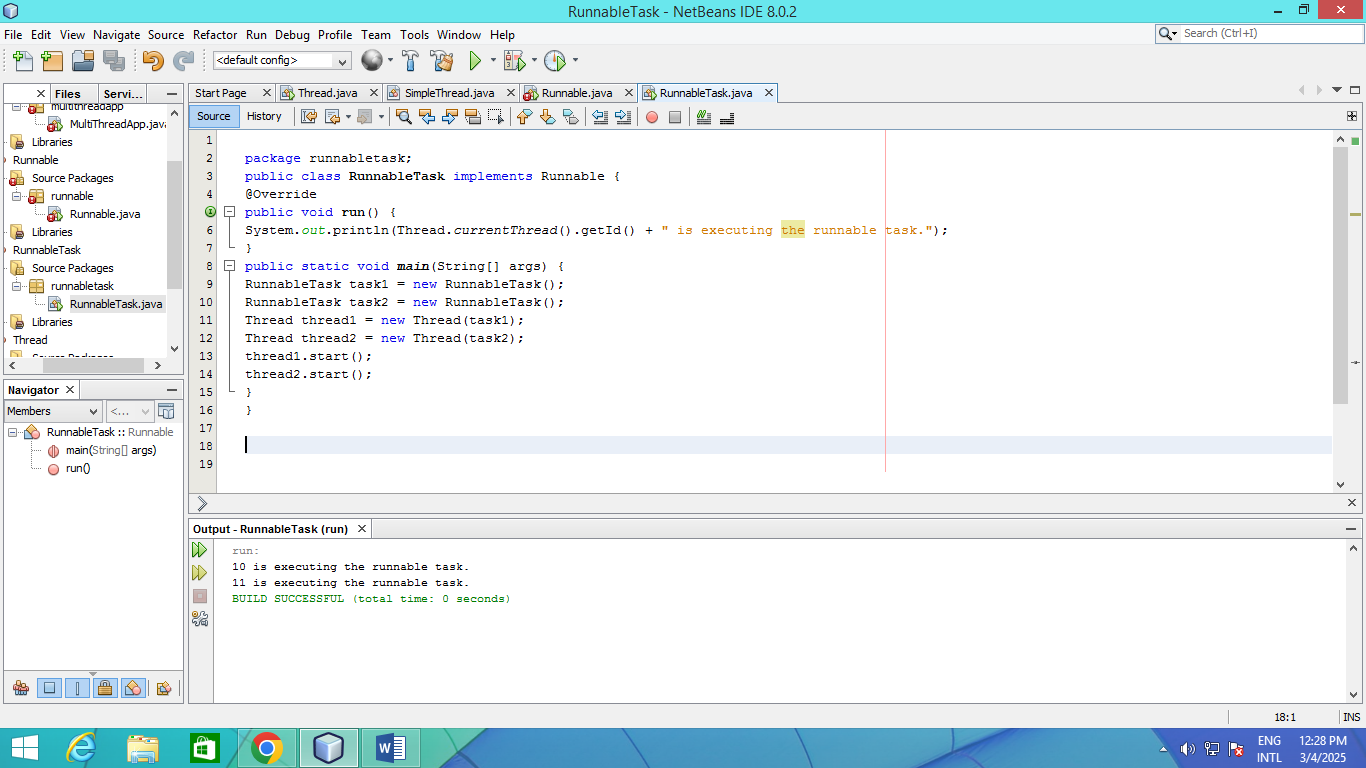 RunnableTask - NetBeans IDE 8.0.2
File Edit View Navigate Source Refactor Run Debug Profile Team Tools Window Help
Search (Ctrl+I)
<default config>
Files Servi...
Start Page Thread.java SimpleThread.java Runnable.java RunnableTask.java
Source History
multithreadapp
MultiThreadApp.java
Libraries
Runnable
Source Packages
runnable
Runnable.java
Libraries
RunnableTask
Source Packages
runnabletask
RunnableTask.java
Libraries
Thread
Source Packages
1
2 package runnabletask;
3 public class RunnableTask implements Runnable {
4 @Override
public void run() {
6 System.out.println(Thread.currentThread().getId() + " is executing the runnable task.");
7 }
8 public static void main(String[] args) {
9 RunnableTask task1 = new RunnableTask();
10 RunnableTask task2 = new RunnableTask();
11 Thread thread1 = new Thread(task1);
12 Thread thread2 = new Thread(task2);
13 thread1.start();
14 thread2.start();
15 }
16 }
17
18
19
Navigator
Members <...
RunnableTask :: Runnable
main(String[] args)
run()
Output - RunnableTask (run)
run:
10 is executing the runnable task.
11 is executing the runnable task.
BUILD SUCCESSFUL (total time: 0 seconds)
18:1 INS
ENG 12:28 PM
INTL 3/4/2025